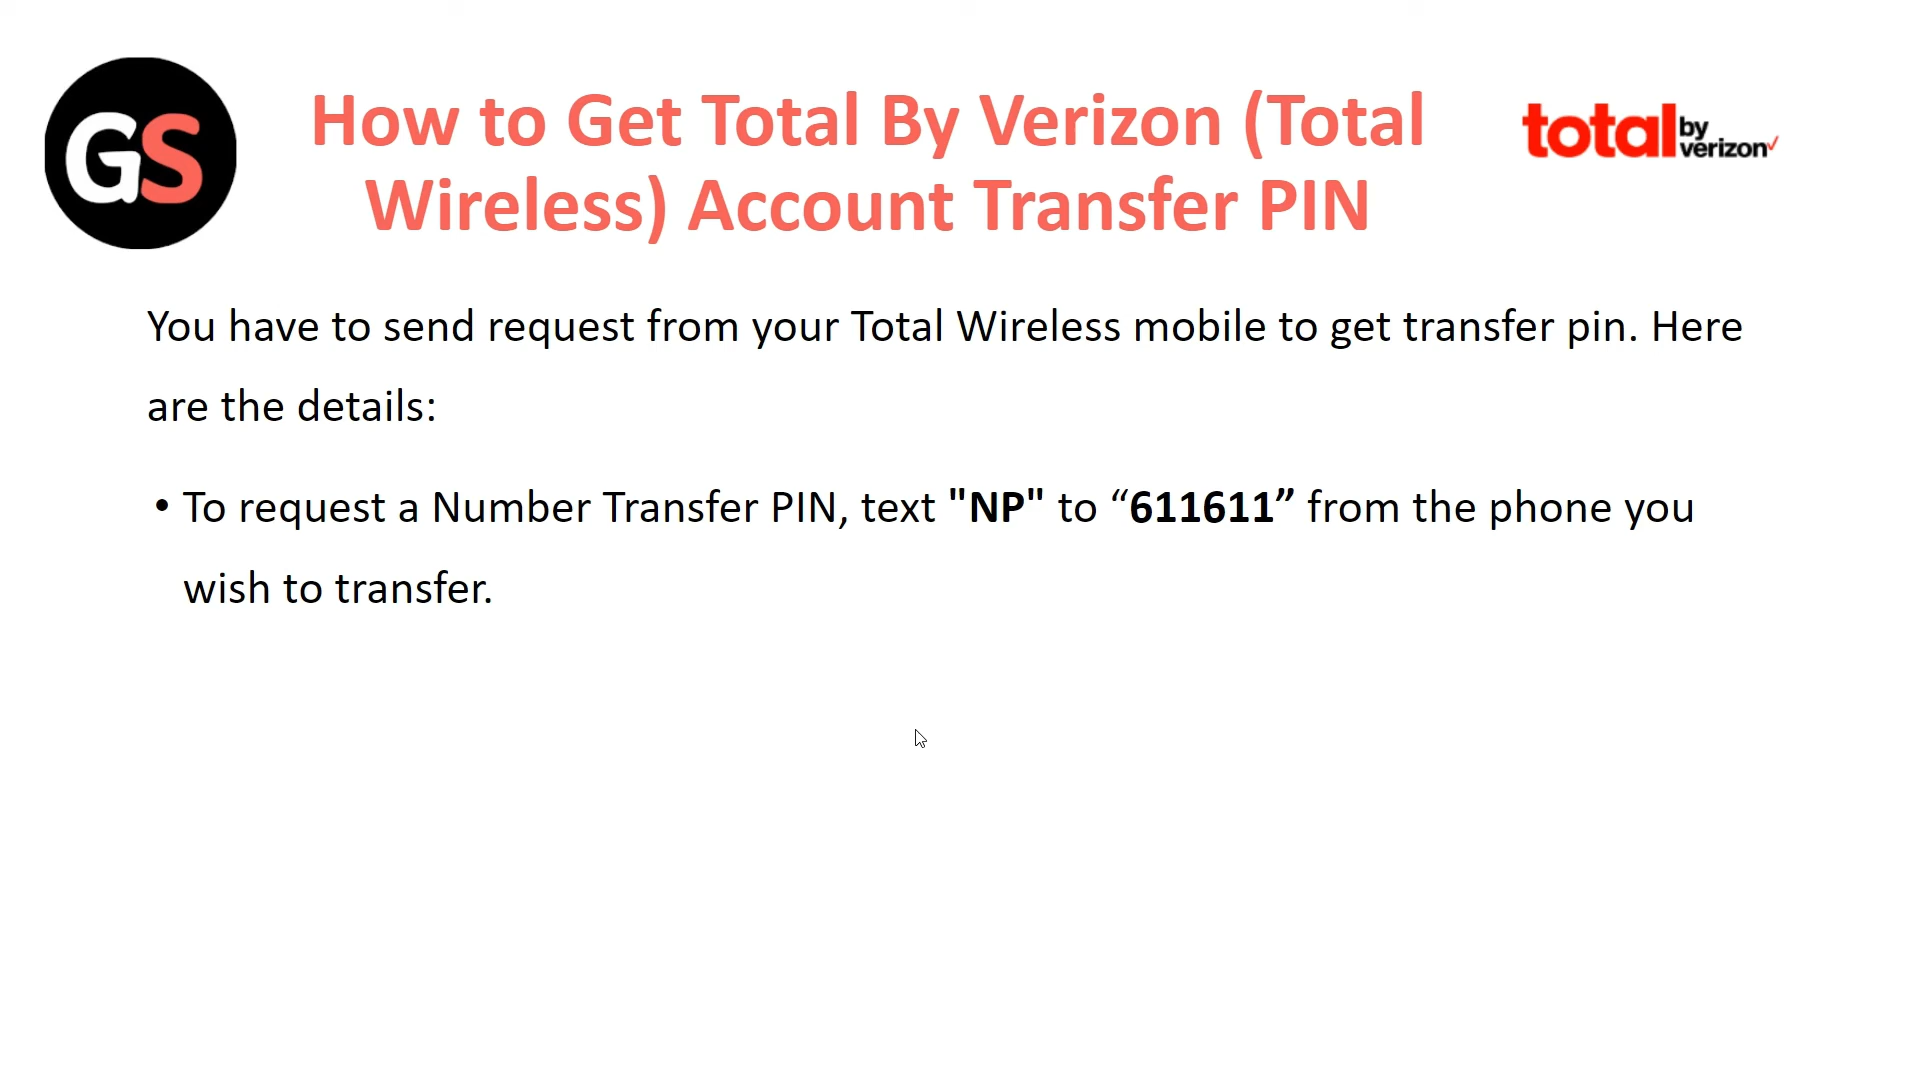 GS
How to Get Total By Verizon (Total
Wireless) Account Transfer PIN
total by verizon
You have to send request from your Total Wireless mobile to get transfer pin. Here
are the details:
• To request a Number Transfer PIN, text "NP" to “611611” from the phone you
wish to transfer.